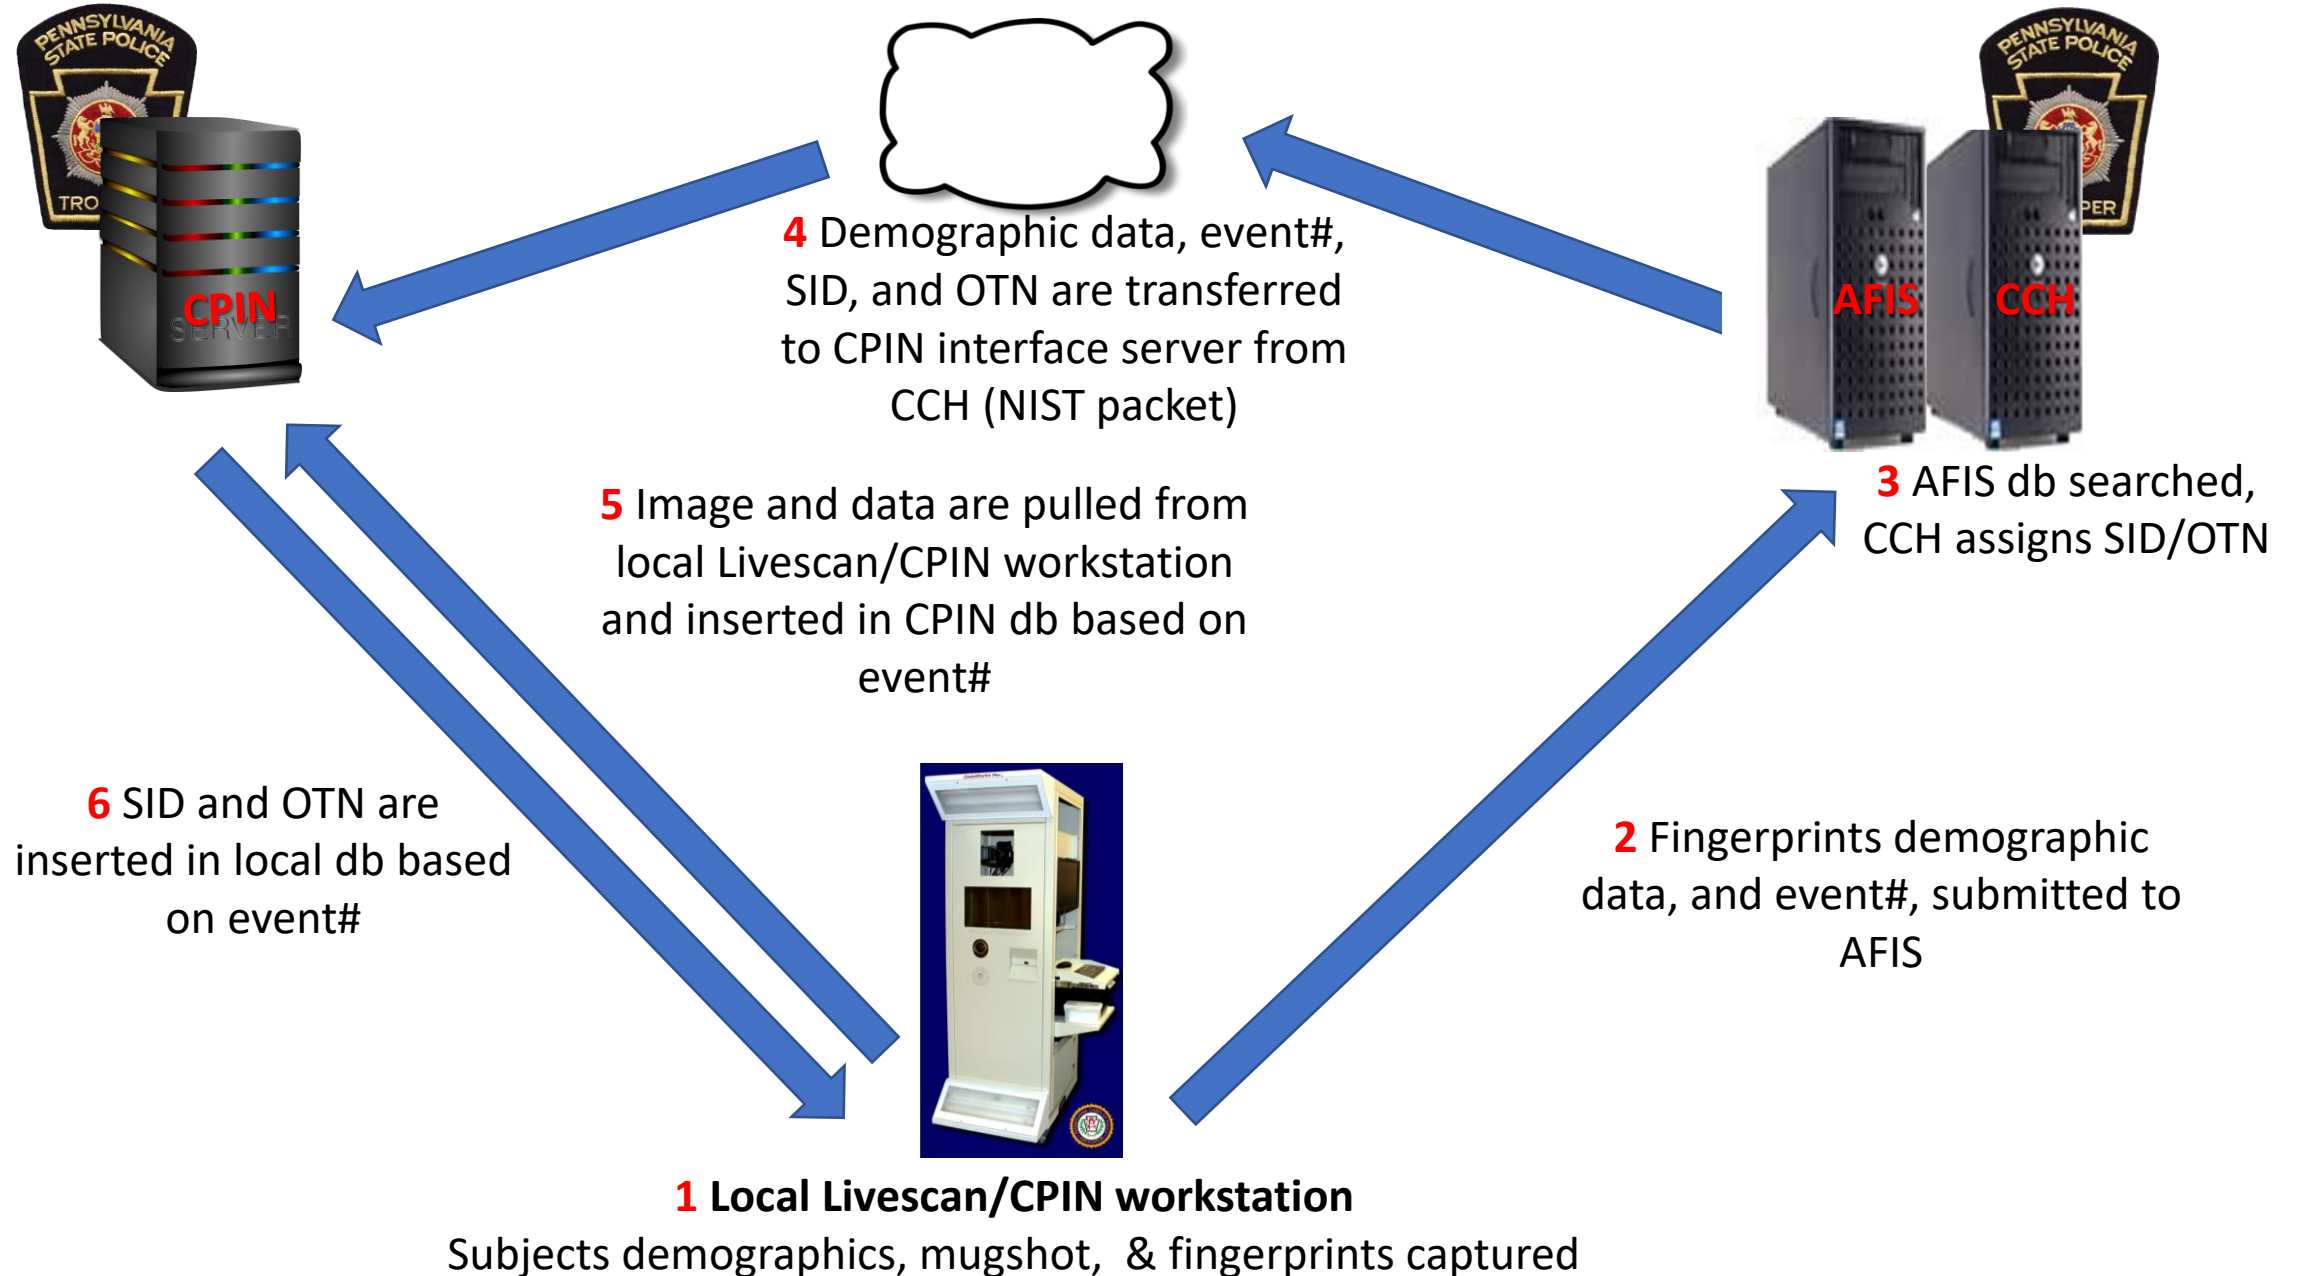 PENNSYLVANIA
STATE POLICE
TRO
CPIN
SERVER
PENNSYLVANIA
STATE POLICE
PER
AFIS
CCH
4 Demographic data, event#,
SID, and OTN are transferred
to CPIN interface server from
CCH (NIST packet)
3 AFIS db searched,
CCH assigns SID/OTN
5 Image and data are pulled from
local Livescan/CPIN workstation
and inserted in CPIN db based on
event#
6 SID and OTN are
inserted in local db based
on event#
2 Fingerprints demographic
data, and event#, submitted to
AFIS
1 Local Livescan/CPIN workstation
Subjects demographics, mugshot,  & fingerprints captured